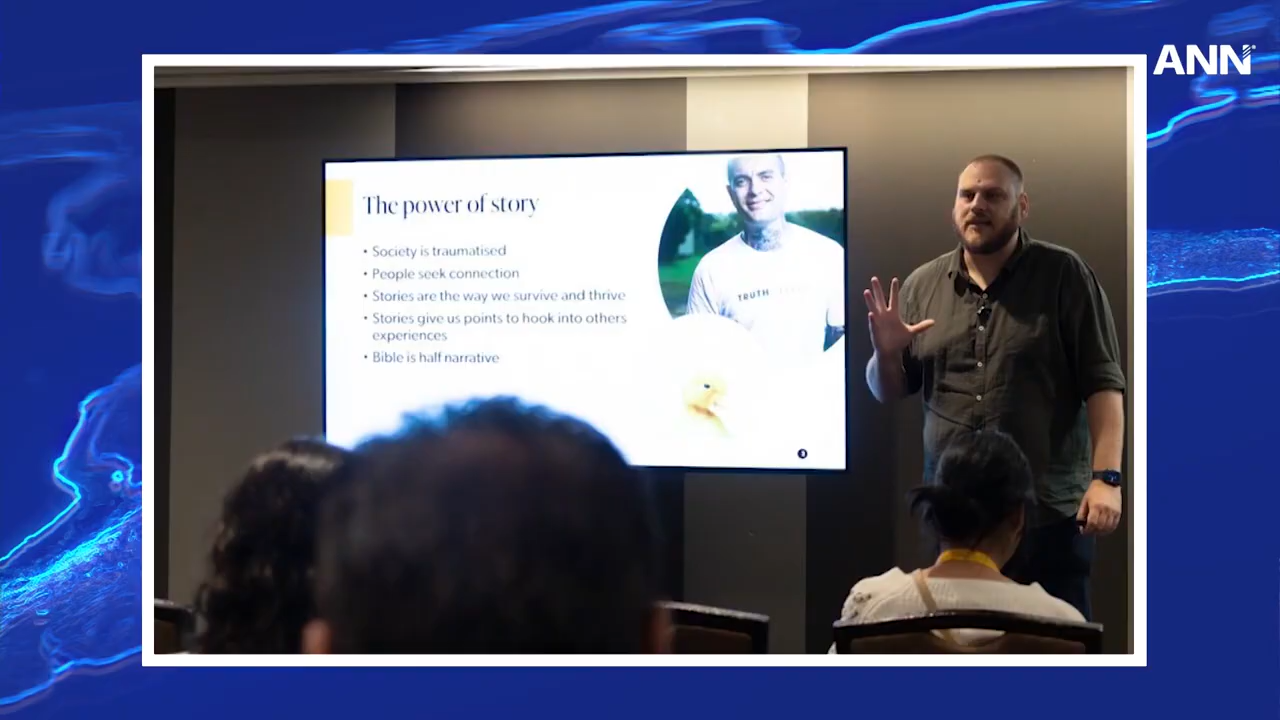 ANN
The power of story
• Society is traumatised
• People seek connection
• Stories are the way we survive and thrive
• Stories give us points to hook into others
experiences
• Bible is half narrative
TRUTH
3